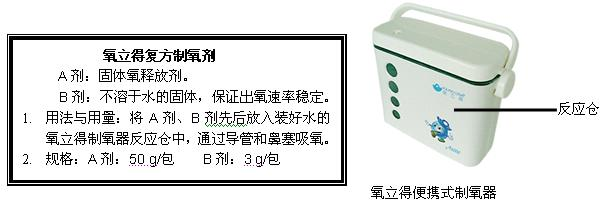 氧立得复方制氧剂
A剂：固体氧释放剂。
B剂：不溶于水的固体，保证出氧速率稳定。
1. 用法与用量：将 A 剂、B 剂先后放入装好水的
氧立得制氧器反应仓中，通过导管和鼻塞吸氧。
2. 规格：A剂：50 g/包 B剂：3 g/包
反应仓
氧立得便携式制氧器